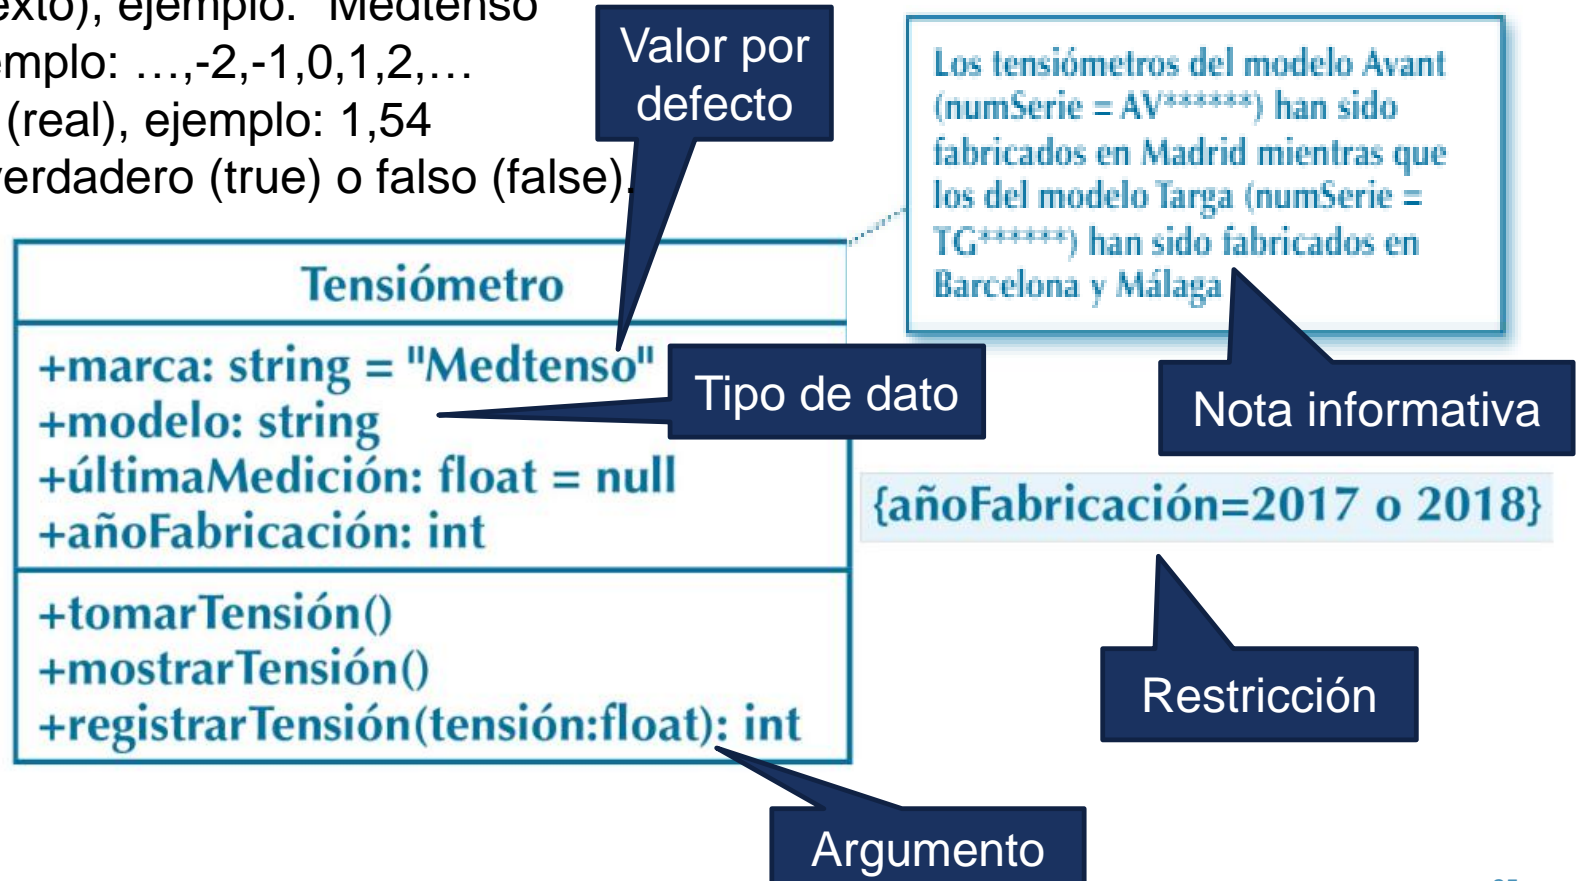 exto), ejemplo: "Medtenso"
emplo: …,-2,-1,0,1,2,…
(real), ejemplo: 1,54
verdadero (true) o falso (false).
Valor por
defecto
Los tensiómetros del modelo Avant
(numSerie = AV******) han sido
fabricados en Madrid mientras que
los del modelo Targa (numSerie =
TG******) han sido fabricados en
Barcelona y Málaga
Tensiómetro
+marca: string = "Medtenso"
+modelo: string
+últimaMedición: float = null
+añoFabricación: int
Tipo de dato
Nota informativa
{añoFabricación=2017 o 2018}
+tomarTensión()
+mostrarTensión()
+registrarTensión(tensión:float): int
Restricción
Argumento